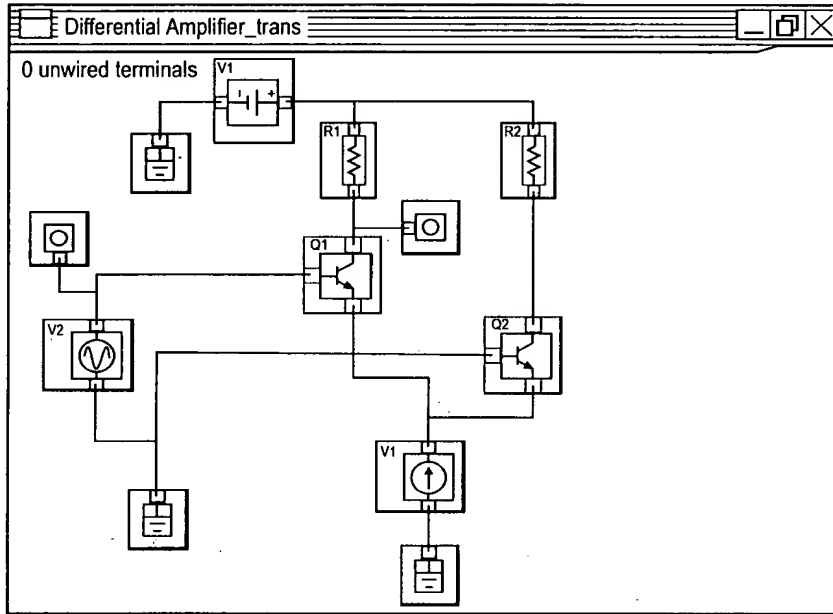 Differential Amplifier_trans
0 unwired terminals
V1
R1
R2
Q1
V2
Q2
V1